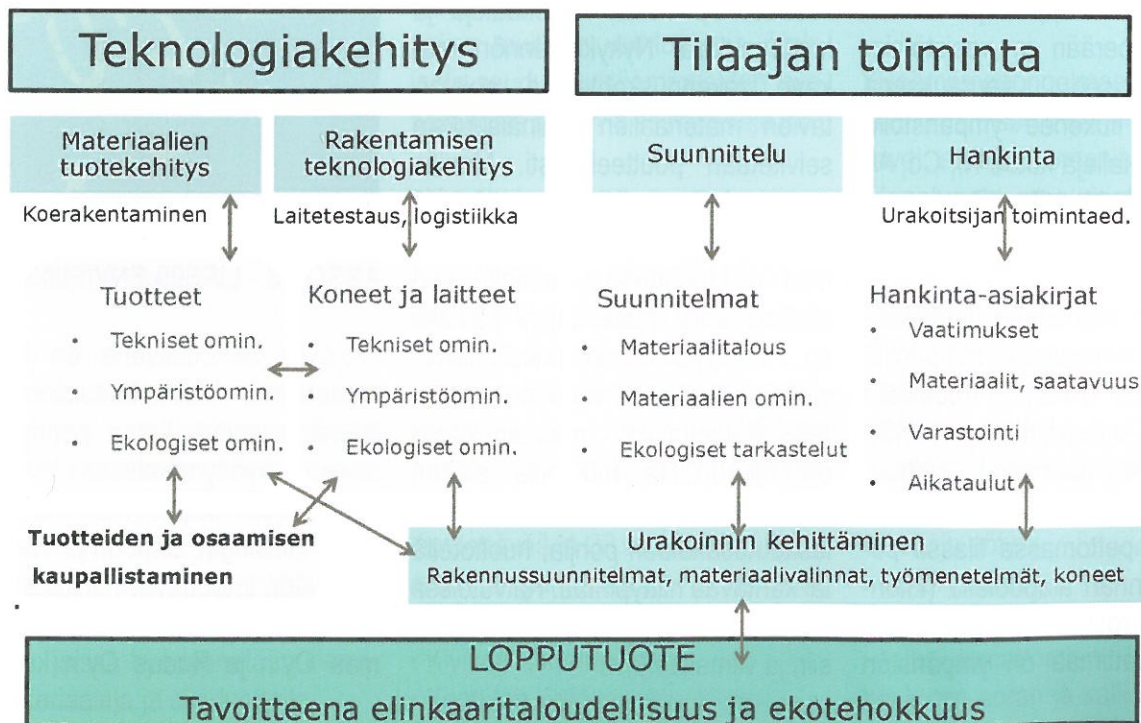 Teknologiakehitys
Tilaajan toiminta
Materiaalien
tuotekehitys
Rakentamisen
teknologiakehitys
Suunnittelu
Hankinta
Koerakentaminen
Laitetestaus, logistiikka
Urakoitsijan toimintaed.
Tuotteet
• Tekniset omin.
• Ympäristöomin.
• Ekologiset omin.
Koneet ja laitteet
• Tekniset omin.
• Ympäristöomin.
• Ekologiset omin.
Suunnitelmat
• Materiaalitalous
• Materiaalien omin.
• Ekologiset tarkastelut
Hankinta-asiakirjat
• Vaatimukset
• Materiaalit, saatavuus
• Varastointi
• Aikataulut
Tuotteiden ja osaamisen
kaupallistaminen
Urakoinnin kehittäminen
Rakennussuunnitelmat, materiaalivalinnat, työmenetelmät, koneet
LOPPUTUOTE
Tavoitteena elinkaaritaloudellisuus ja ekotehokkuus